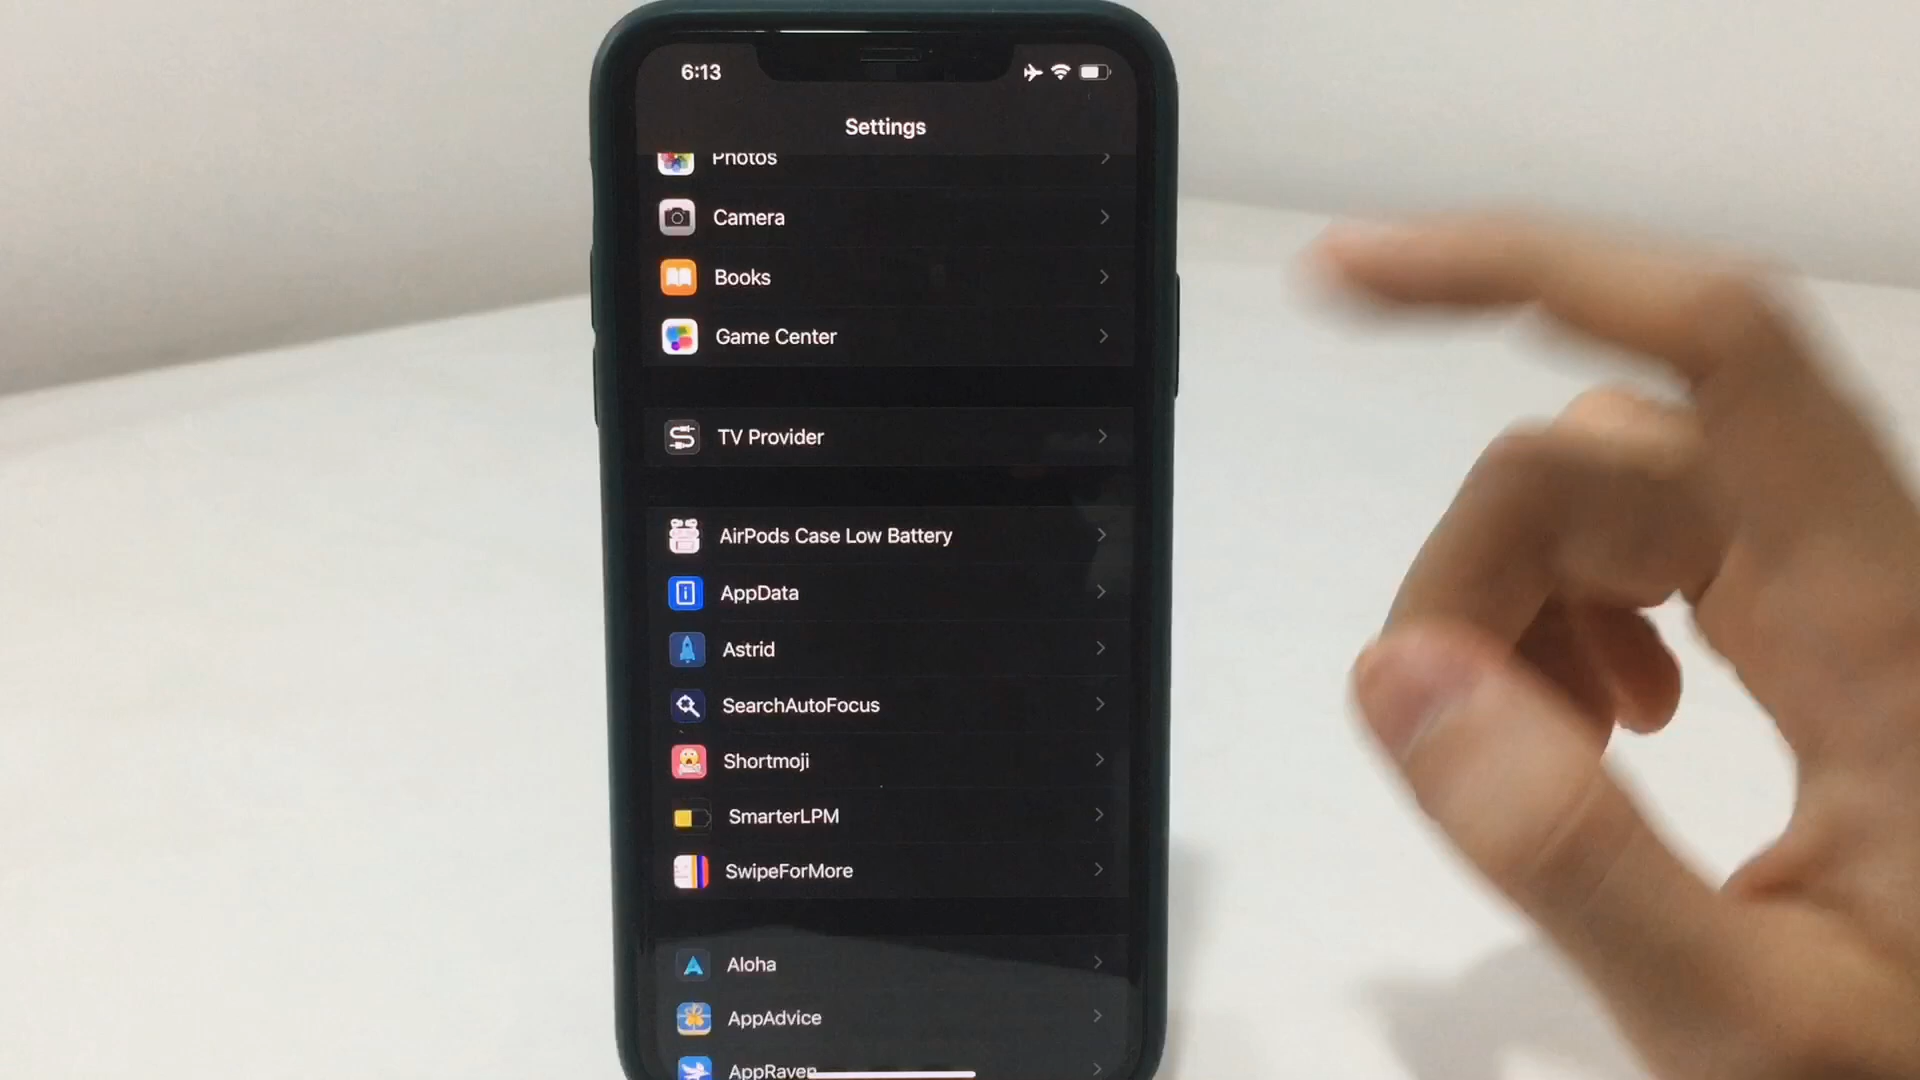 6:13
Settings
Photos
Camera
Books
Game Center
TV Provider
AirPods Case Low Battery
AppData
Astrid
SearchAutoFocus
Shortmoji
SmarterLPM
SwipeForMore
Aloha
AppAdvice
AppRaven